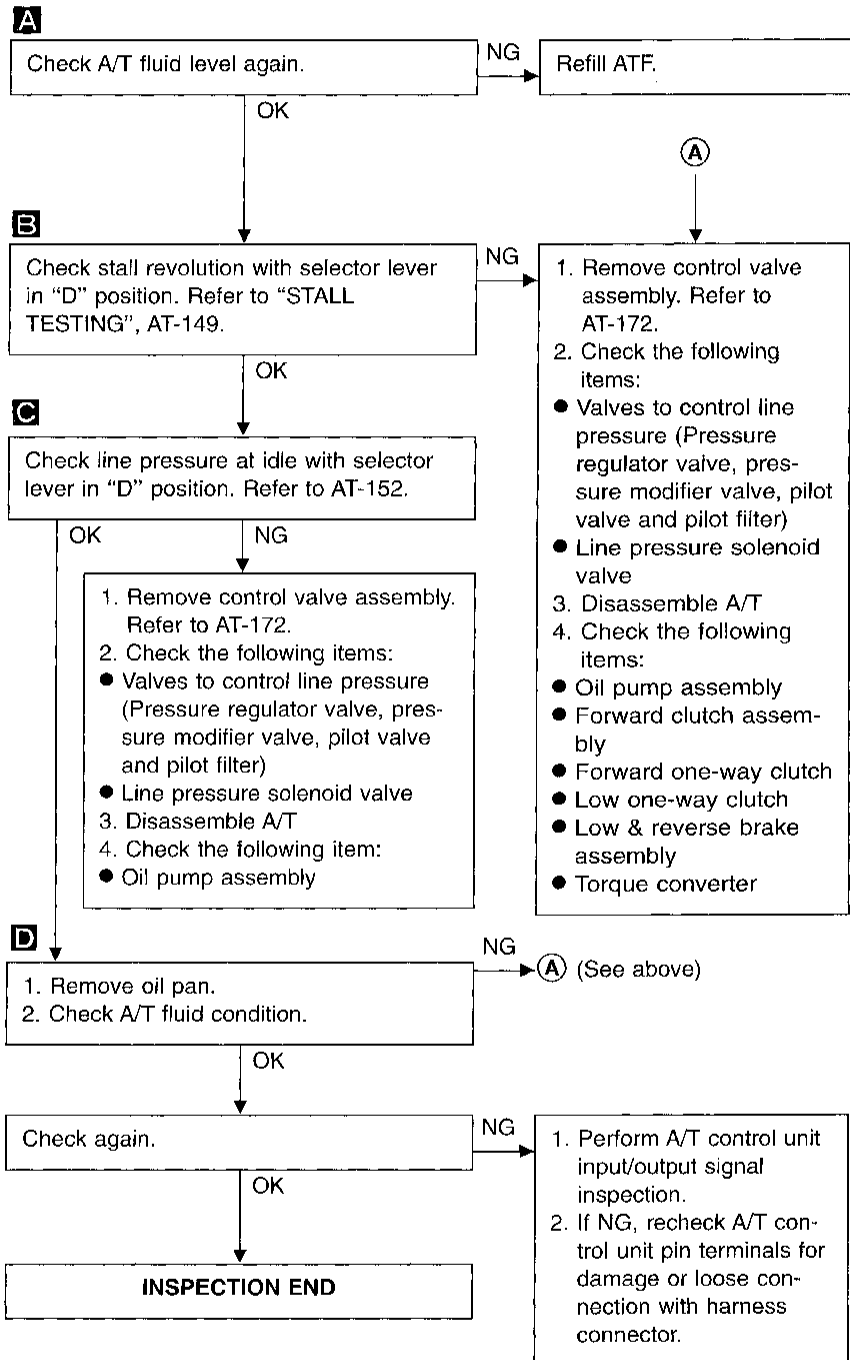 A
Check A/T fluid level again.
NG
Refill ATF.
OK
A
B
Check stall revolution with selector lever
in “D” position. Refer to “STALL
TESTING”, AT-149.
NG
1. Remove control valve
assembly. Refer to
AT-172.
2. Check the following
items:
● Valves to control line
pressure (Pressure
regulator valve, pres-
sure modifier valve, pilot
valve and pilot filter)
● Line pressure solenoid
valve
3. Disassemble A/T
4. Check the following
items:
● Oil pump assembly
● Forward clutch assem-
bly
● Forward one-way clutch
● Low one-way clutch
● Low & reverse brake
assembly
● Torque converter
OK
C
Check line pressure at idle with selector
lever in “D” position. Refer to AT-152.
OK
NG
1. Remove control valve assembly.
Refer to AT-172.
2. Check the following items:
● Valves to control line pressure
(Pressure regulator valve, pres-
sure modifier valve, pilot valve
and pilot filter)
● Line pressure solenoid valve
3. Disassemble A/T
4. Check the following item:
● Oil pump assembly
D
1. Remove oil pan.
2. Check A/T fluid condition.
NG
A (See above)
OK
Check again.
NG
1. Perform A/T control unit
input/output signal
inspection.
2. If NG, recheck A/T con-
trol unit pin terminals for
damage or loose con-
nection with harness
connector.
OK
INSPECTION END